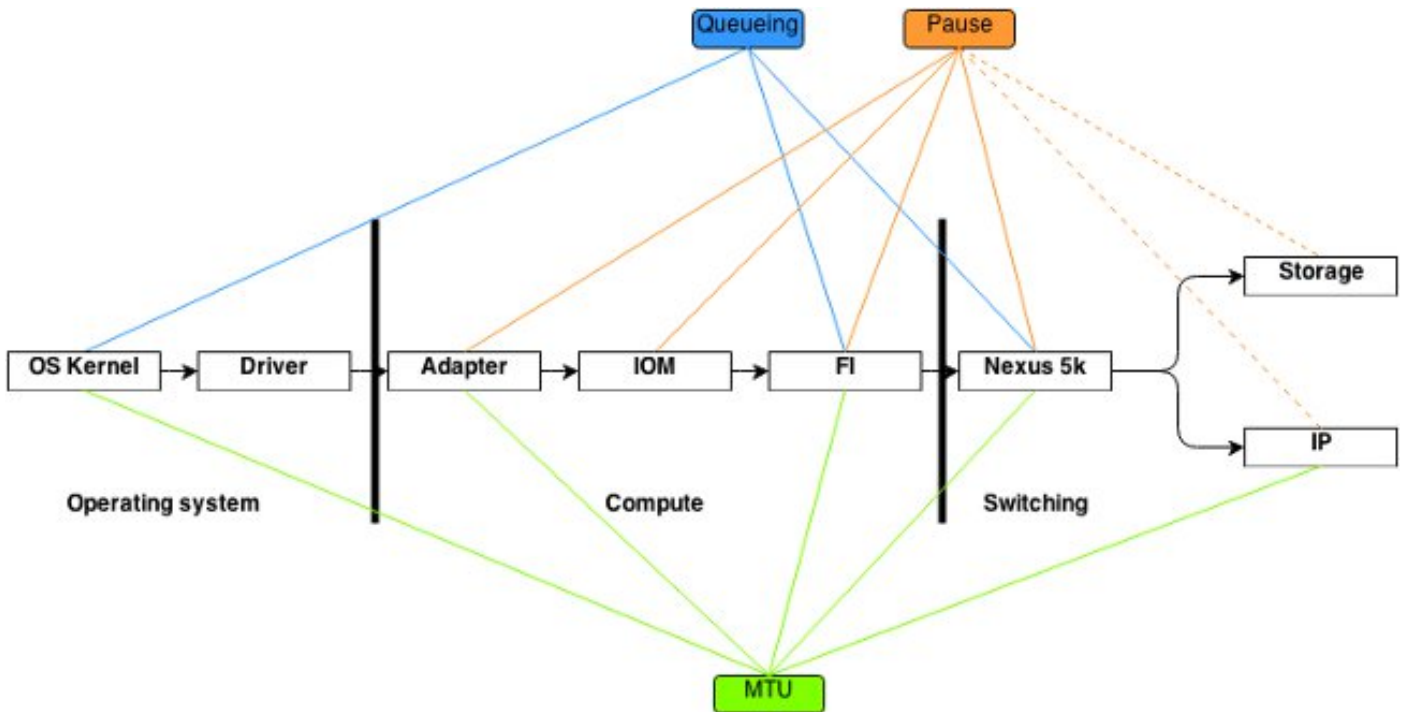 Queueing
Pause
Storage
OS Kernel
Driver
Adapter
IOM
FI
Nexus 5k
IP
Operating system
Compute
Switching
MTU